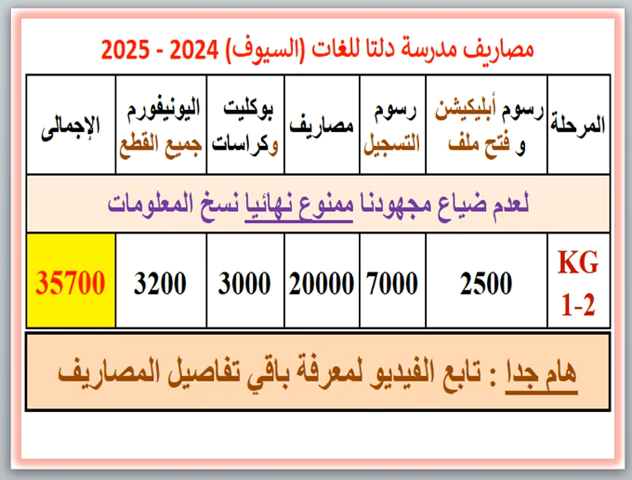 مصاريف مدرسة دلتا للغات (السيوف) 2024 - 2025
المرحلة
رسوم أبليكيشن
و فتح ملف
رسوم
التسجيل
مصاريف
بوكليت
وكراسات
اليونيفورم
جميع القطع
الإجمالى
لعدم ضياع مجهودنا ممنوع نهائيا نسخ المعلومات
KG
1-2
2500
7000
20000
3000
3200
35700
هام جدا : تابع الفيديو لمعرفة باقي تفاصيل المصاريف